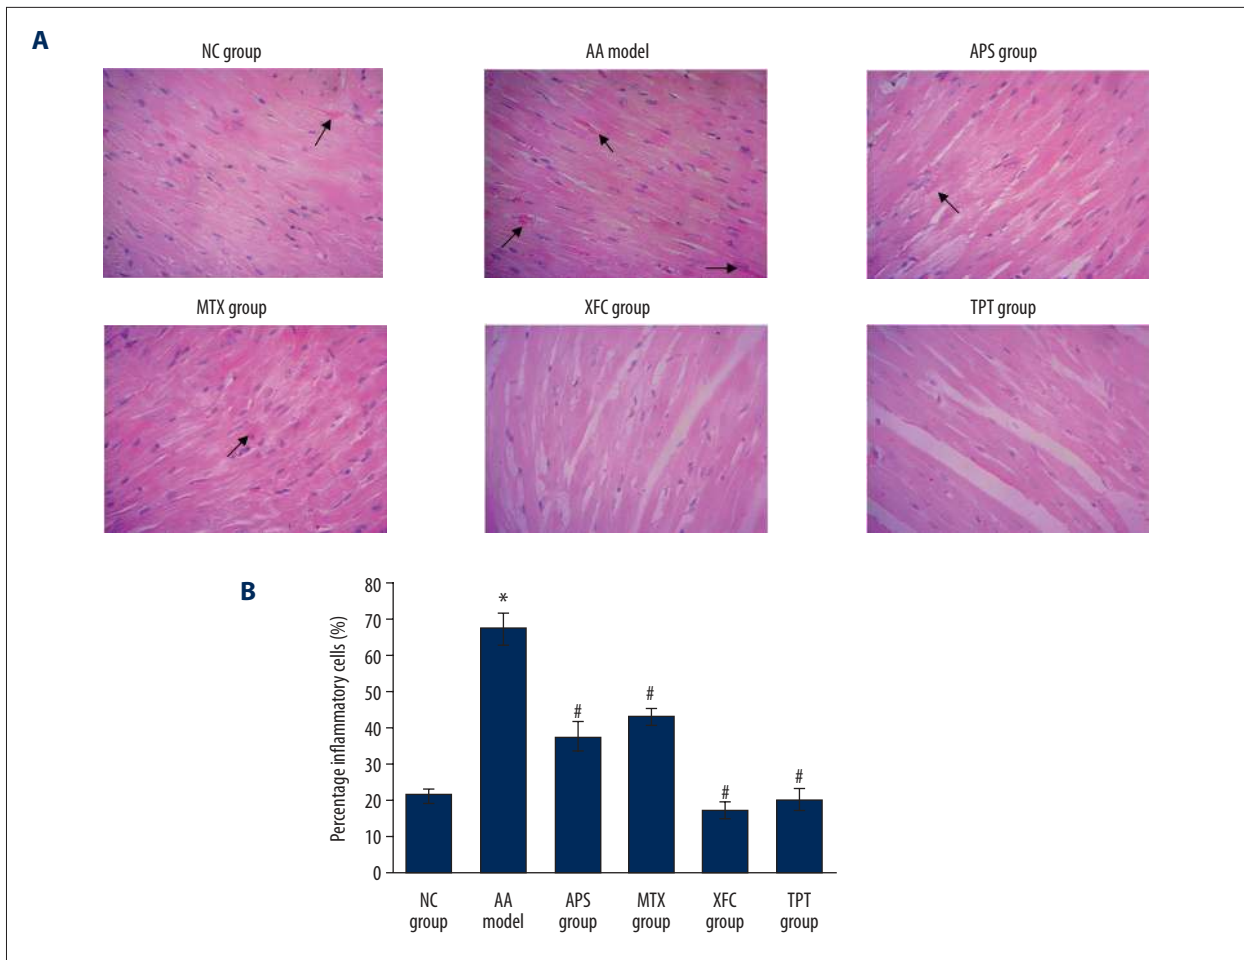 A
NC group
AA model
APS group
MTX group
XFC group
TPT group
B
Percentage inflammatory cells (%)
80
70
60
50
40
30
20
10
0
*
#
#
#
#
NC group
AA model
APS group
MTX group
XFC group
TPT group